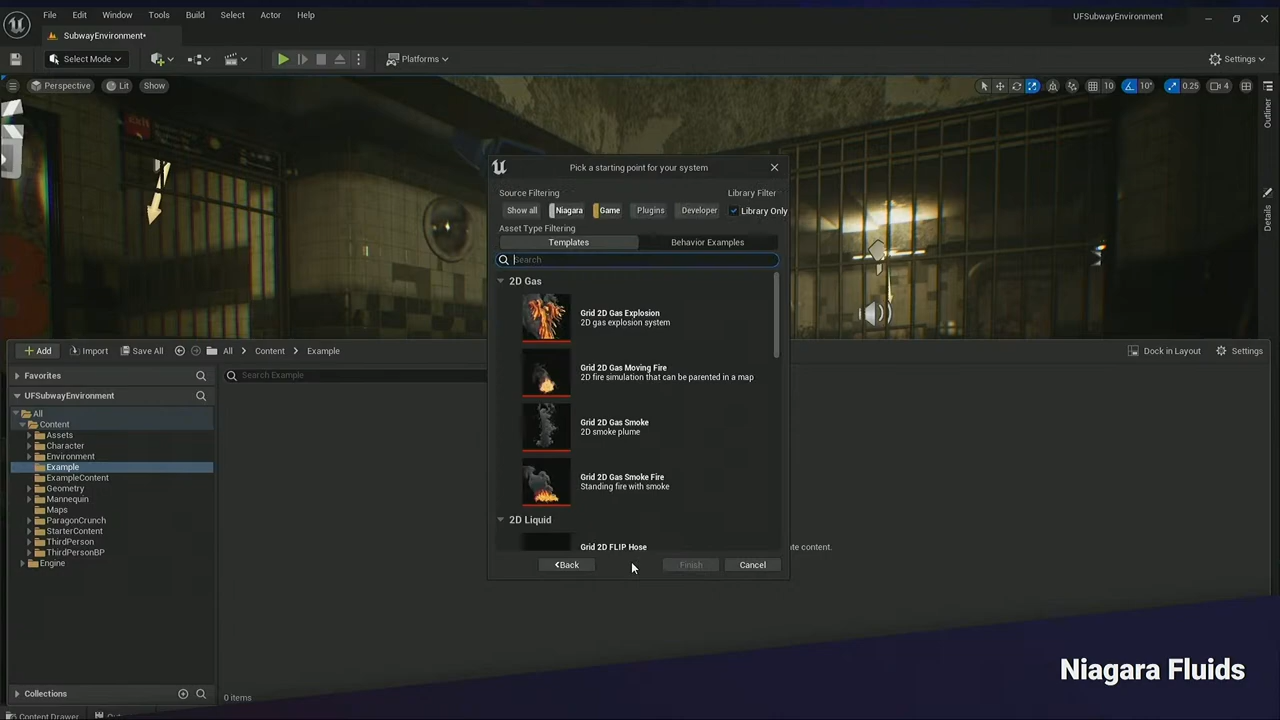 File Edit Window Tools Build Select Actor Help
UFSubwayEnvironment
SubwayEnvironment*
Select Mode
Platforms
Settings
Perspective
Lit
Show
10
10°
0.25
4
Outliner
Details
Pick a starting point for your system
Source Filtering
Library Filter
Show all
Niagara
Game
Plugins
Developer
Library Only
Asset Type Filtering
Templates
Behavior Examples
Search
2D Gas
Grid 2D Gas Explosion
2D gas explosion system
Grid 2D Gas Moving Fire
2D fire simulation that can be parented in a map
Grid 2D Gas Smoke
2D smoke plume
Grid 2D Gas Smoke Fire
Standing fire with smoke
2D Liquid
Grid 2D FLIP Hose
Back
Finish
Cancel
Add
Import
Save All
All
Content
Example
Dock in Layout
Settings
Favorites
Search Example
UFSubwayEnvironment
All
Content
Assets
Character
Environment
Example
ExampleContent
Geometry
Mannequin
Maps
ParagonCrunch
StarterContent
ThirdPerson
ThirdPersonBP
Engine
ate content.
Collections
0 items
Content Drawer
Niagara Fluids